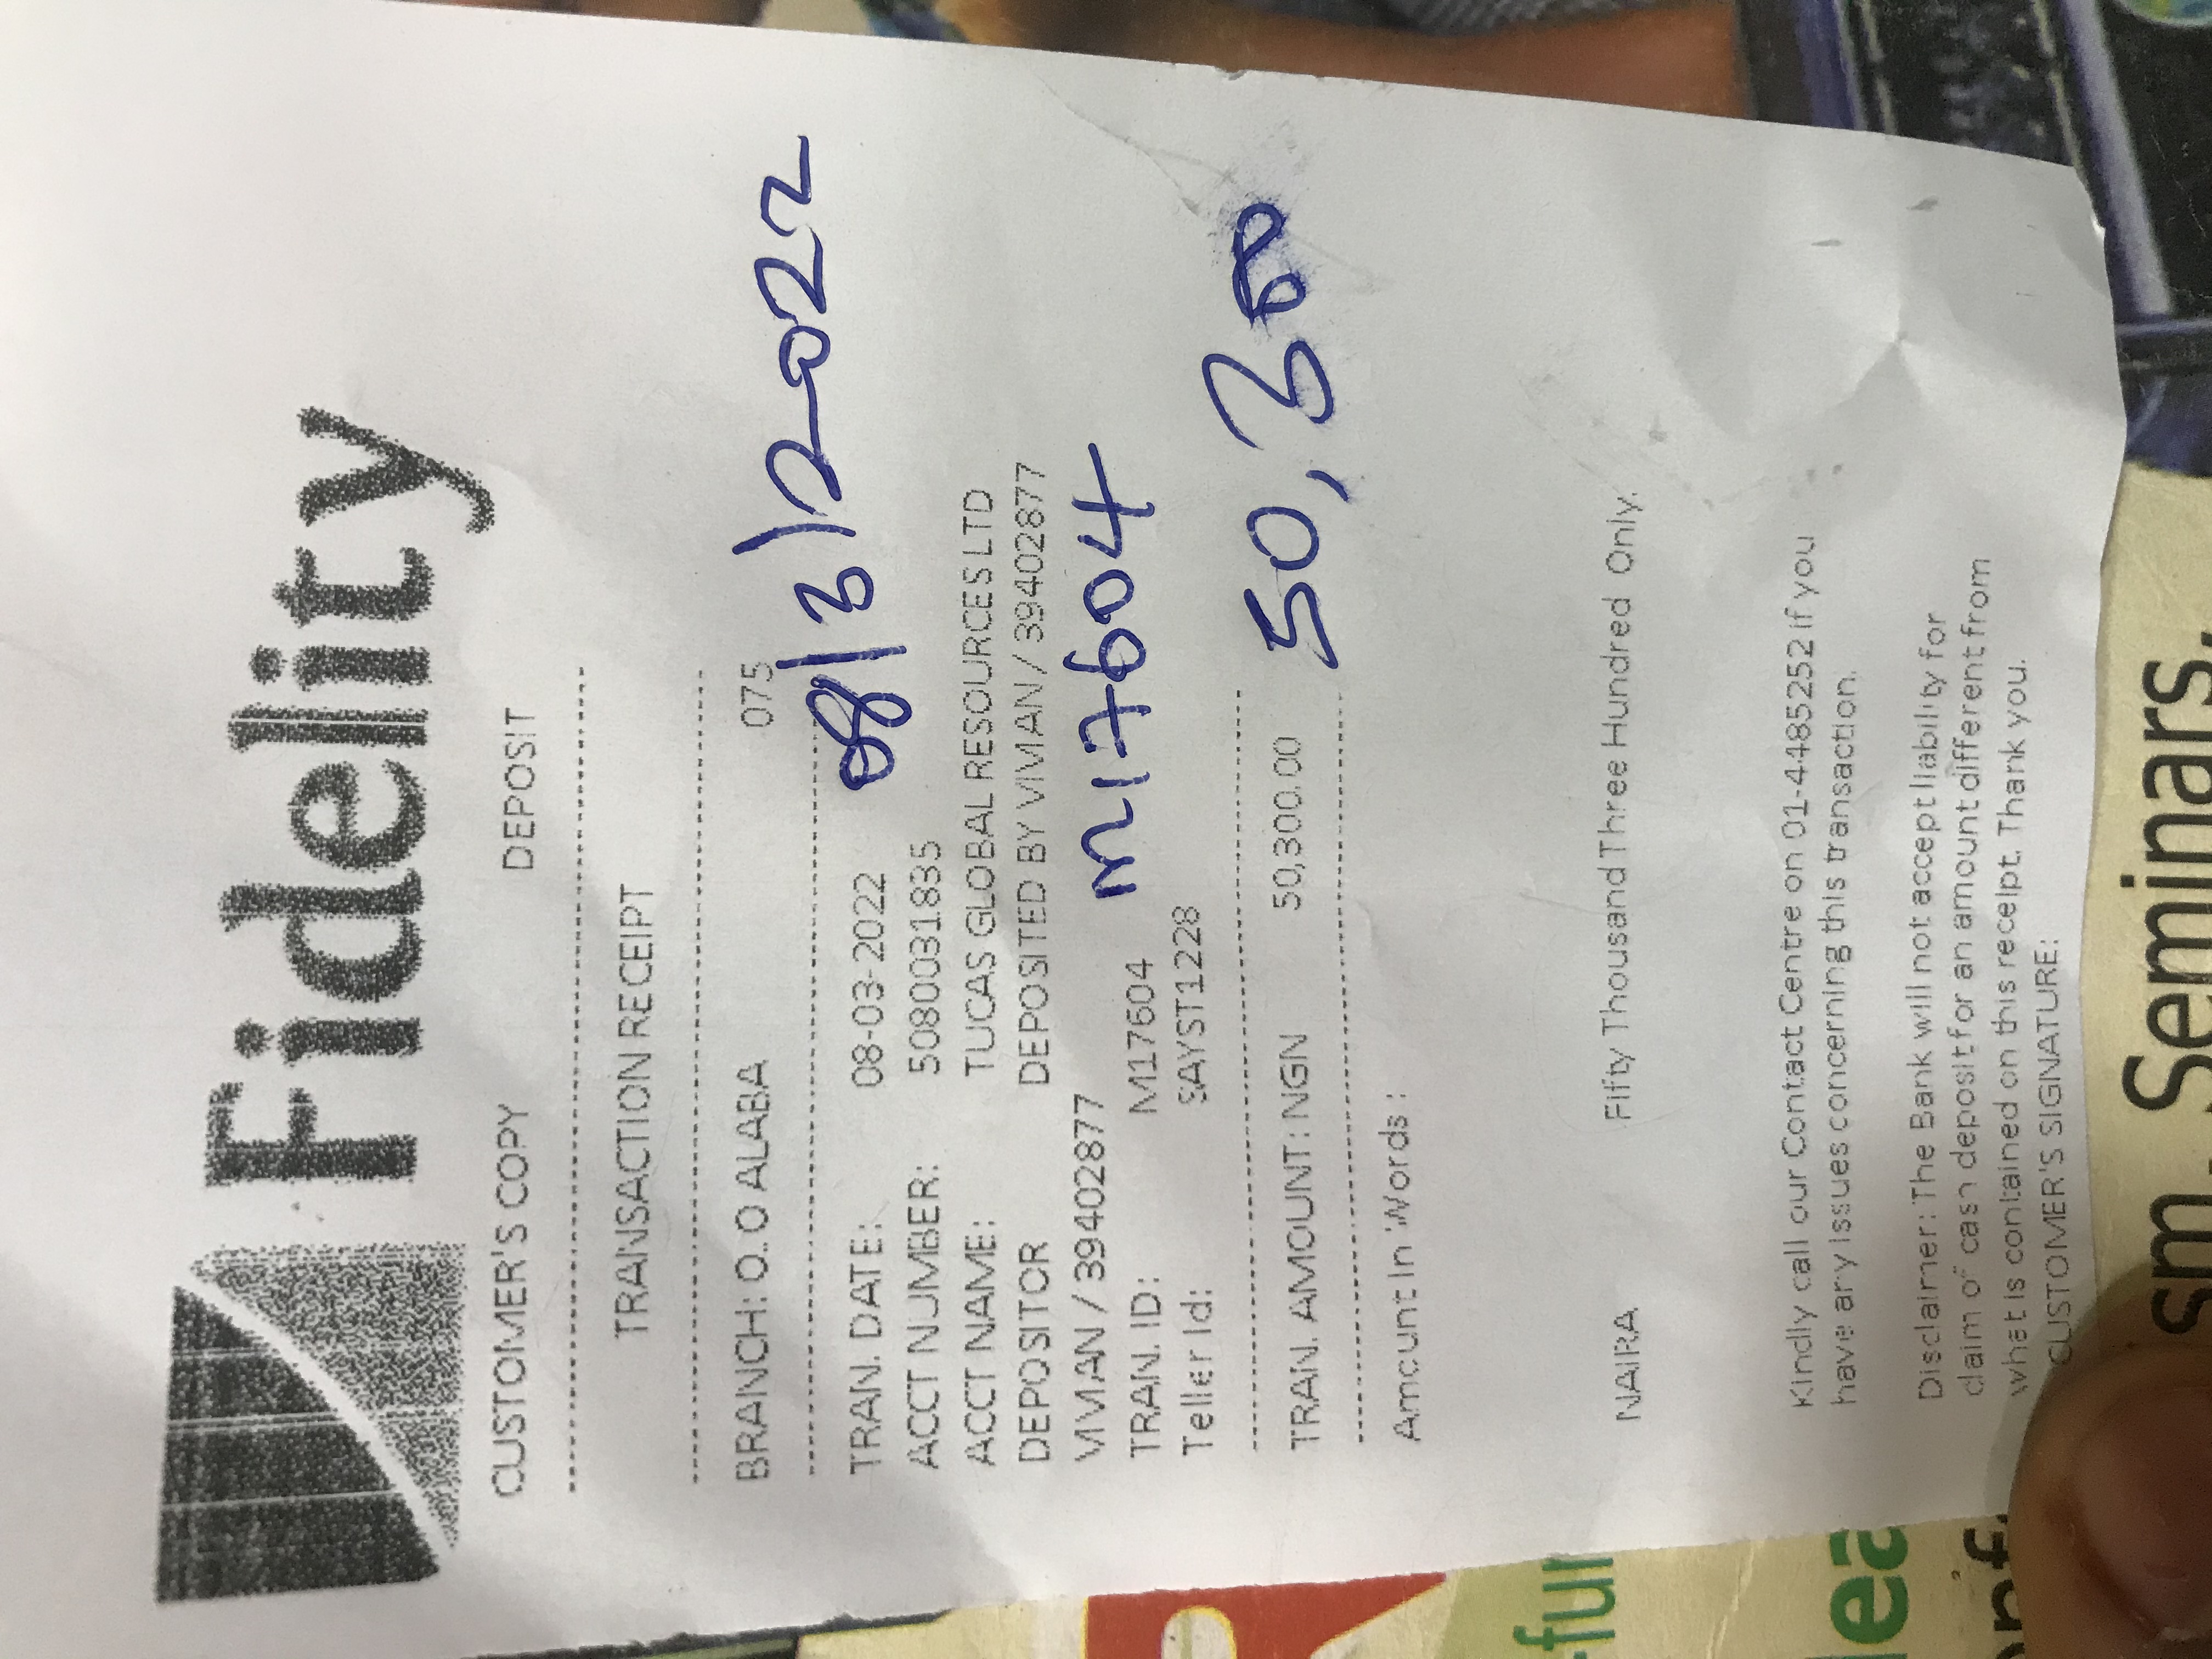 Fidelity
CUSTOMER'S COPY DEPOSIT
TRANSACTION RECEIPT
BRANCH: O.O ALABA 075
08/3/2022
TRAN. DATE: 08-03-2022
ACCT NUMBER: 5080031835
ACCT NAME: TUCAS GLOBAL RESOURCES LTD
DEPOSITOR DEPOSITED BY VIVIAN / 39402877
VIVIAN / 39402877
M17604
TRAN. ID: M17604
Teller Id: SAYST1228
TRAN. AMOUNT: NGN 50,300.00 50,300
Amount In Words :
NAIRA Fifty Thousand Three Hundred Only.
Kindly call our Contact Centre on 01-4485252 if you
have any issues concerning this transaction.
Disclaimer: The Bank will not accept liability for
claim of cash deposit for an amount different from
what is contained on this receipt. Thank you.
CUSTOMER'S SIGNATURE:
Seminars,